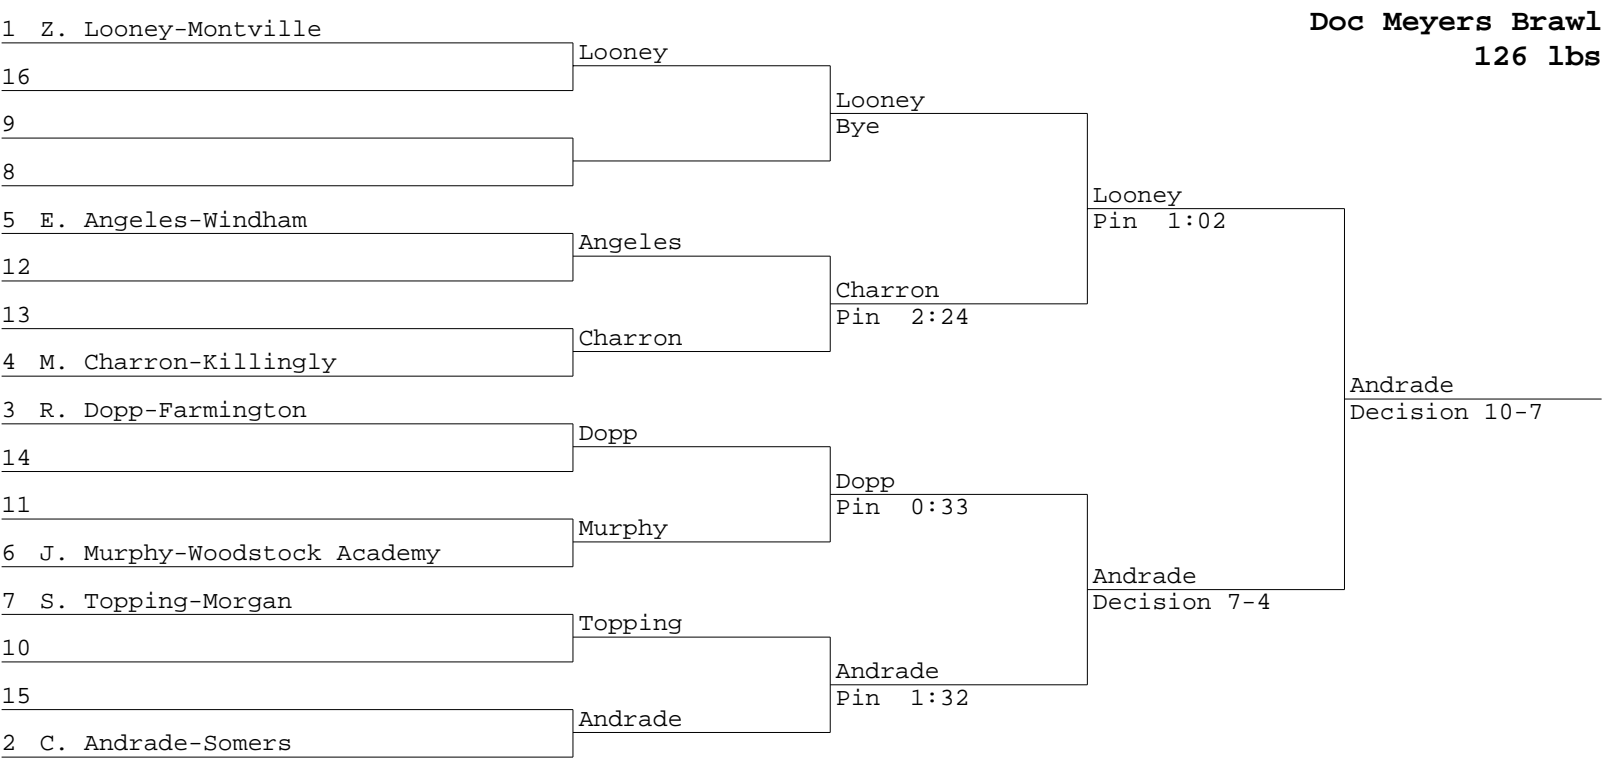 Doc Meyers Brawl
126 lbs
1 Z. Looney-Montville
16
9
8
5 E. Angeles-Windham
12
13
4 M. Charron-Killingly
3 R. Dopp-Farmington
14
11
6 J. Murphy-Woodstock Academy
7 S. Topping-Morgan
10
15
2 C. Andrade-Somers
Looney
Angeles
Charron
Dopp
Murphy
Topping
Andrade
Looney
Bye
Charron
Pin 2:24
Dopp
Pin 0:33
Andrade
Pin 1:32
Looney
Pin 1:02
Andrade
Decision 7-4
Andrade
Decision 10-7